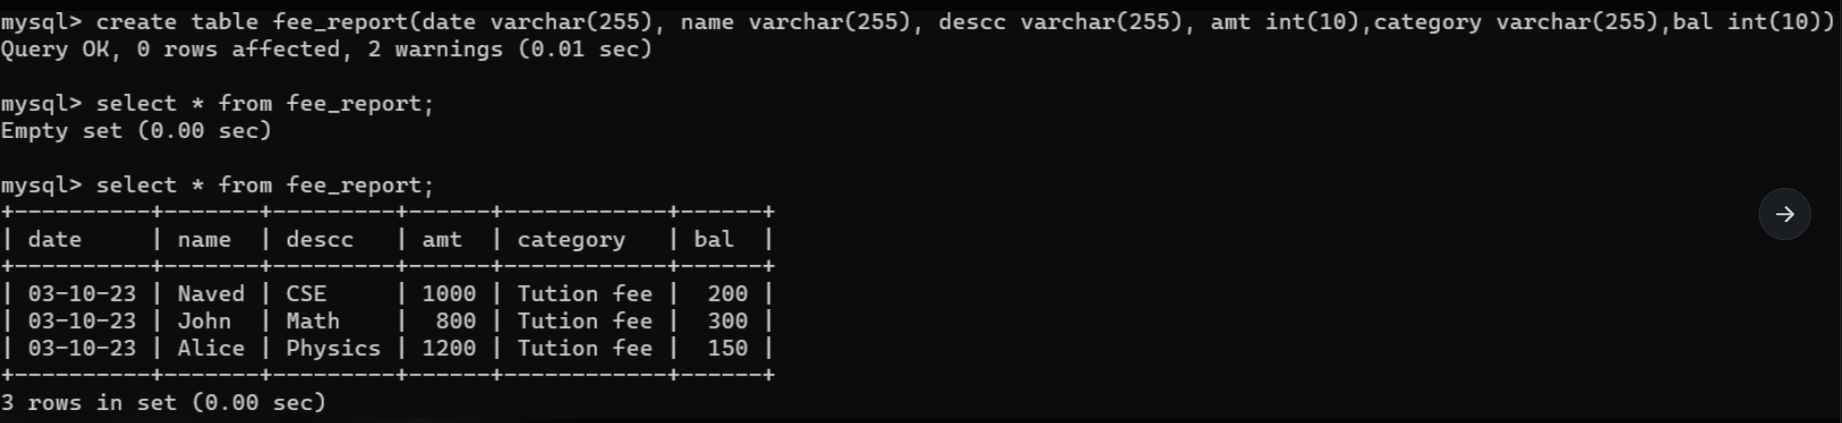 mysql> create table fee_report(date varchar(255), name varchar(255), descc varchar(255), amt int(10),category varchar(255),bal int(10))
Query OK, 0 rows affected, 2 warnings (0.01 sec)
mysql> select * from fee_report;
Empty set (0.00 sec)
mysql> select * from fee_report;
+----------+-------+---------+------+------------+------+
| date     | name  | descc   | amt  | category   | bal  |
+----------+-------+---------+------+------------+------+
| 03-10-23 | Naved | CSE     | 1000 | Tution fee |  200 |
| 03-10-23 | John  | Math    |  800 | Tution fee |  300 |
| 03-10-23 | Alice | Physics | 1200 | Tution fee |  150 |
+----------+-------+---------+------+------------+------+
3 rows in set (0.00 sec)